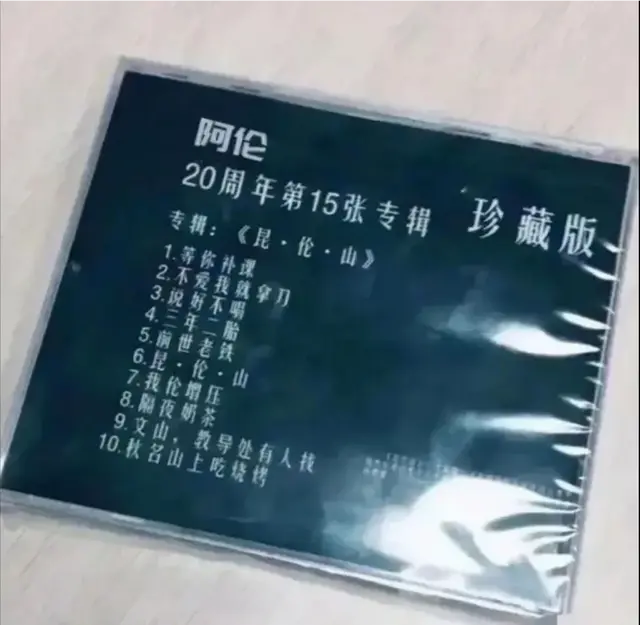 阿伦
20周年第15张专辑 珍藏版
专辑：《昆·伦·山》
1.等你补课
2.不爱我就拿刀
3.说好不唱
4.三年二胎
5.前世老铁
6.昆·伦·山
7.我伦增压
8.隔夜奶茶
9.文山，教导处有人找
10.秋名山上吃烧烤